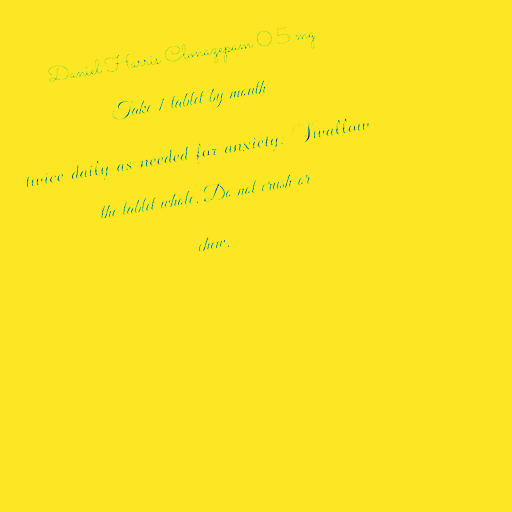 Daniel Harris Clonazepam 0.5 mg
Take 1 tablet by mouth
twice daily as needed for anxiety. Swallow
the tablet whole. Do not crush or
chew.